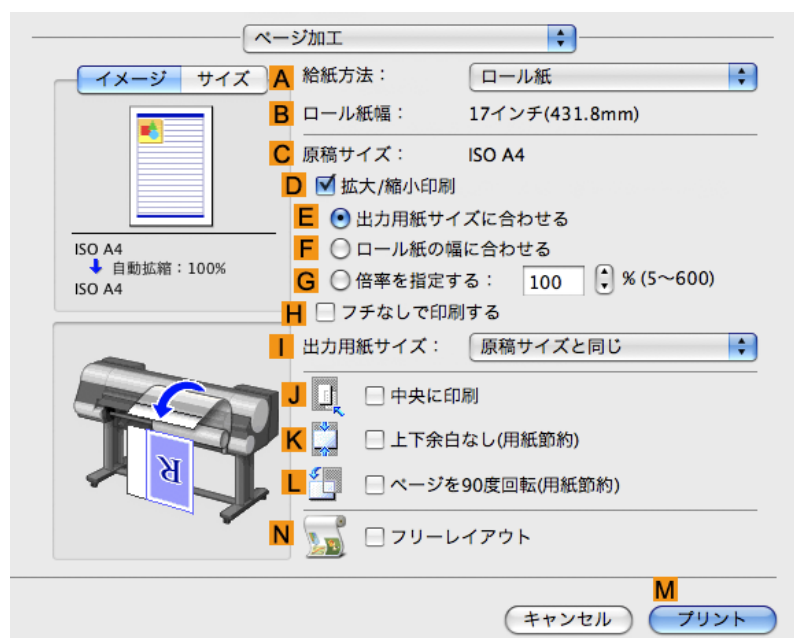 ページ加工
イメージ サイズ
A 給紙方法： ロール紙
B ロール紙幅： 17インチ(431.8mm)
C 原稿サイズ： ISO A4
D 拡大/縮小印刷
E 出力用紙サイズに合わせる
F ロール紙の幅に合わせる
G 倍率を指定する： 100 % (5〜600)
H フチなしで印刷する
I 出力用紙サイズ： 原稿サイズと同じ
ISO A4
自動拡縮：100%
ISO A4
R
J 中央に印刷
K 上下余白なし(用紙節約)
L ページを90度回転(用紙節約)
N フリーレイアウト
M
キャンセル プリント